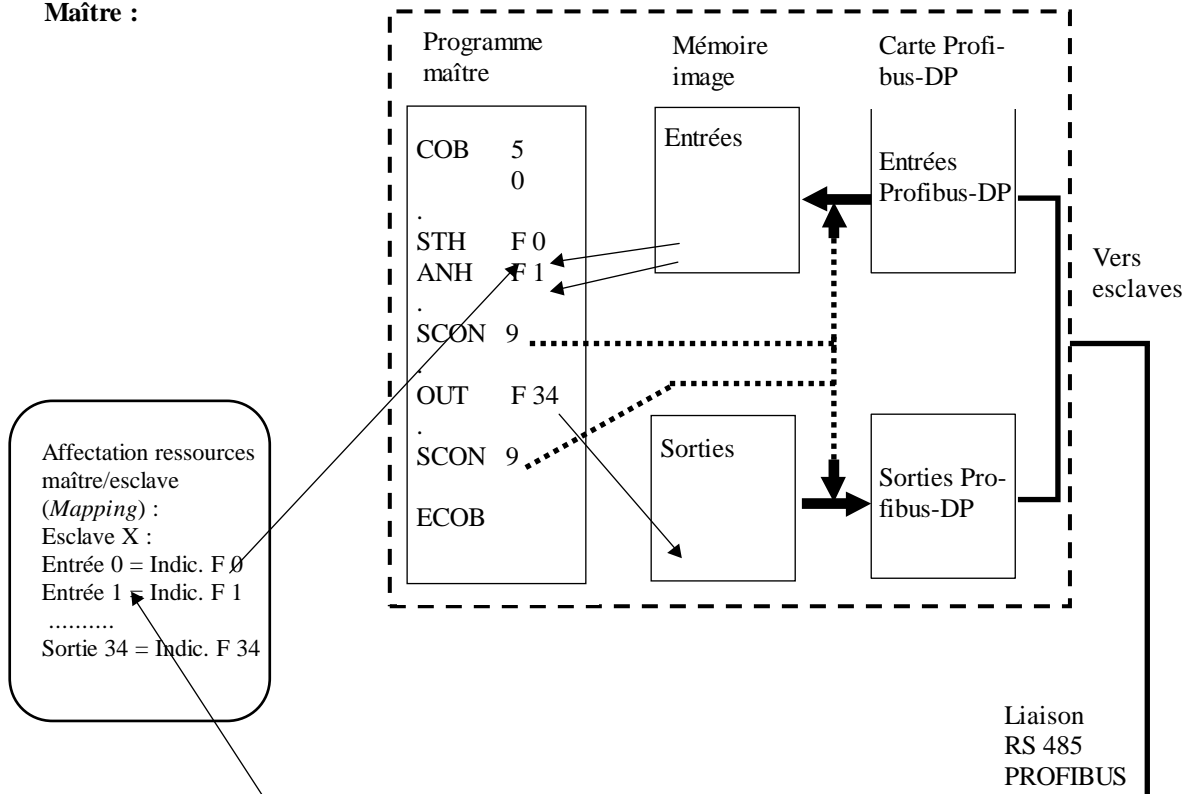 Maître :
Programme
maître
Mémoire
image
Carte Profi-
bus-DP
COB 5
0
.
STH F 0
ANH F 1
.
SCON 9
.
OUT F 34
.
SCON 9
ECOB
Entrées
Entrées
Profibus-DP
Sorties
Sorties Pro-
fibus-DP
Vers
esclaves
Affectation ressources
maître/esclave
(Mapping) :
Esclave X :
Entrée 0 = Indic. F 0
Entrée 1 = Indic. F 1
..........
Sortie 34 = Indic. F 34
Liaison
RS 485
PROFIBUS